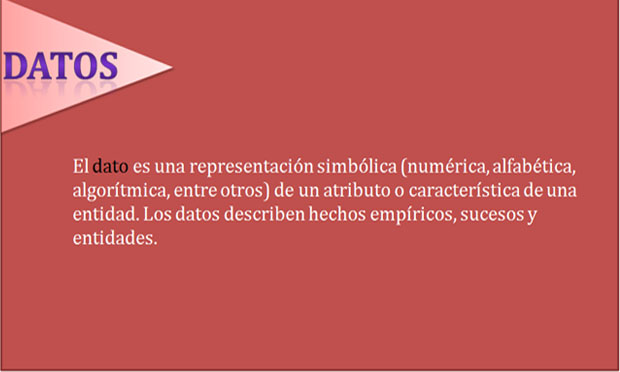 DATOS
El dato es una representación simbólica (numérica, alfabética,
algorítmica, entre otros) de un atributo o característica de una
entidad. Los datos describen hechos empíricos, sucesos y
entidades.